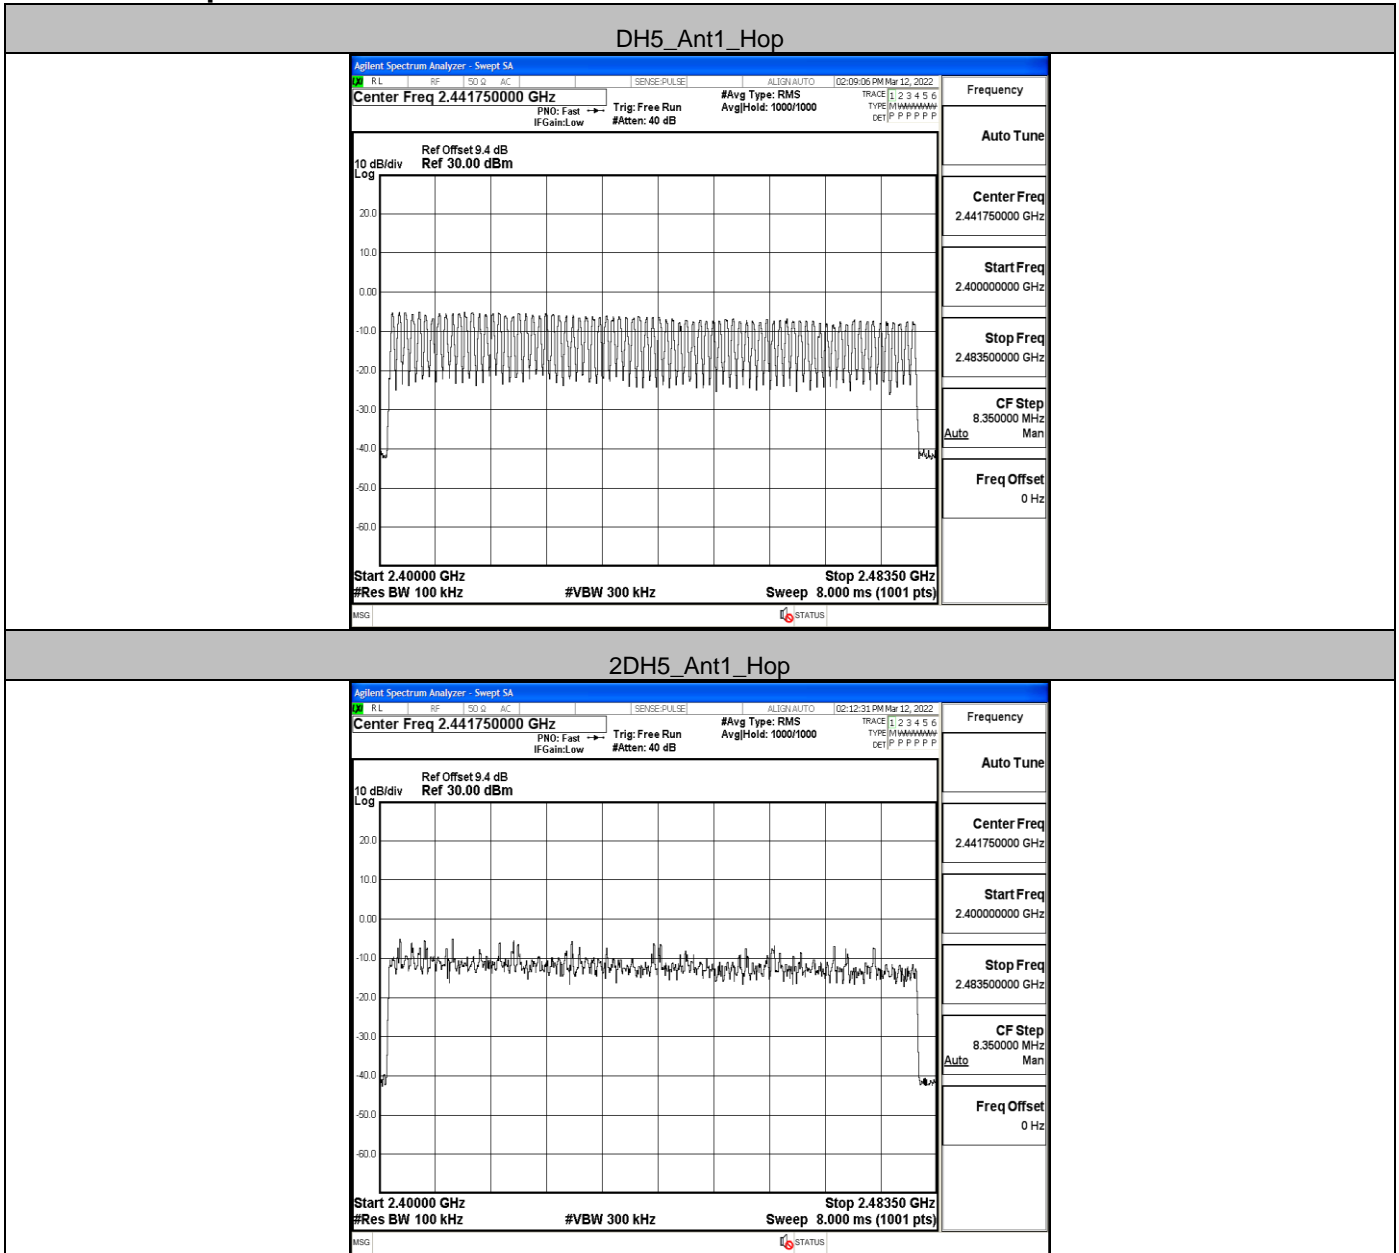 DH5_Ant1_Hop
Agilent Spectrum Analyzer - Swept SA
RL RF 50 Ω AC SENSE:PULSE ALIGNAUTO 02:09:06 PM Mar 12, 2022
Center Freq 2.441750000 GHz #Avg Type: RMS TRACE 1 2 3 4 5 6
PNO: Fast Trig: Free Run Avg|Hold: 1000/1000 TYPE M WWWWW
IFGain:Low #Atten: 40 dB DET P P P P P P
Ref Offset 9.4 dB
10 dB/div Ref 30.00 dBm
Log
20.0
10.0
0.00
-10.0
-20.0
-30.0
-40.0
-50.0
-60.0
Start 2.40000 GHz Stop 2.48350 GHz
#Res BW 100 kHz #VBW 300 kHz Sweep 8.000 ms (1001 pts)
MSG STATUS
Frequency
Auto Tune
Center Freq
2.441750000 GHz
Start Freq
2.400000000 GHz
Stop Freq
2.483500000 GHz
CF Step
8.350000 MHz
Auto Man
Freq Offset
0 Hz
2DH5_Ant1_Hop
Agilent Spectrum Analyzer - Swept SA
RL RF 50 Ω AC SENSE:PULSE ALIGNAUTO 02:12:31 PM Mar 12, 2022
Center Freq 2.441750000 GHz #Avg Type: RMS TRACE 1 2 3 4 5 6
PNO: Fast Trig: Free Run Avg|Hold: 1000/1000 TYPE M WWWWW
IFGain:Low #Atten: 40 dB DET P P P P P P
Ref Offset 9.4 dB
10 dB/div Ref 30.00 dBm
Log
20.0
10.0
0.00
-10.0
-20.0
-30.0
-40.0
-50.0
-60.0
Start 2.40000 GHz Stop 2.48350 GHz
#Res BW 100 kHz #VBW 300 kHz Sweep 8.000 ms (1001 pts)
MSG STATUS
Frequency
Auto Tune
Center Freq
2.441750000 GHz
Start Freq
2.400000000 GHz
Stop Freq
2.483500000 GHz
CF Step
8.350000 MHz
Auto Man
Freq Offset
0 Hz